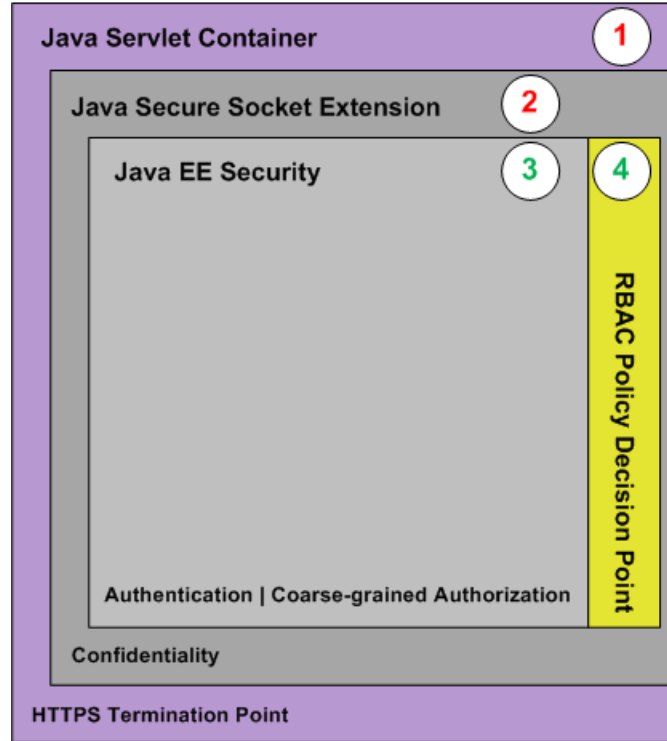 Java Servlet Container
1
Java Secure Socket Extension
2
Java EE Security
3
4
RBAC Policy Decision Point
Authentication | Coarse-grained Authorization
Confidentiality
HTTPS Termination Point